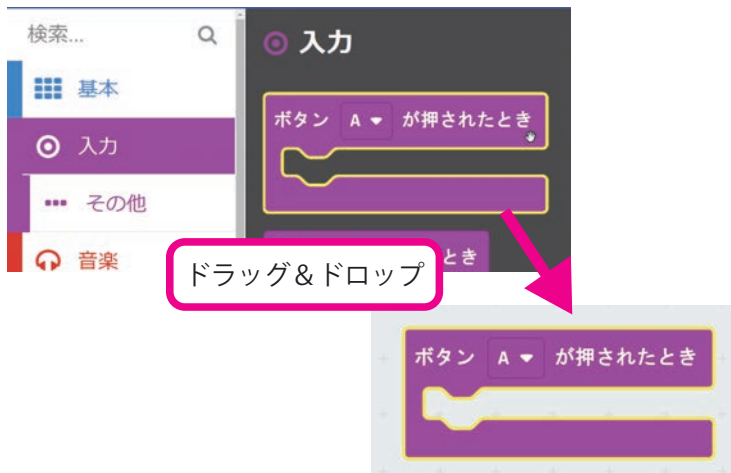 検索...
基本
入力
その他
音楽
入力
ボタン A が押されたとき
とき
ドラッグ＆ドロップ
ボタン A が押されたとき